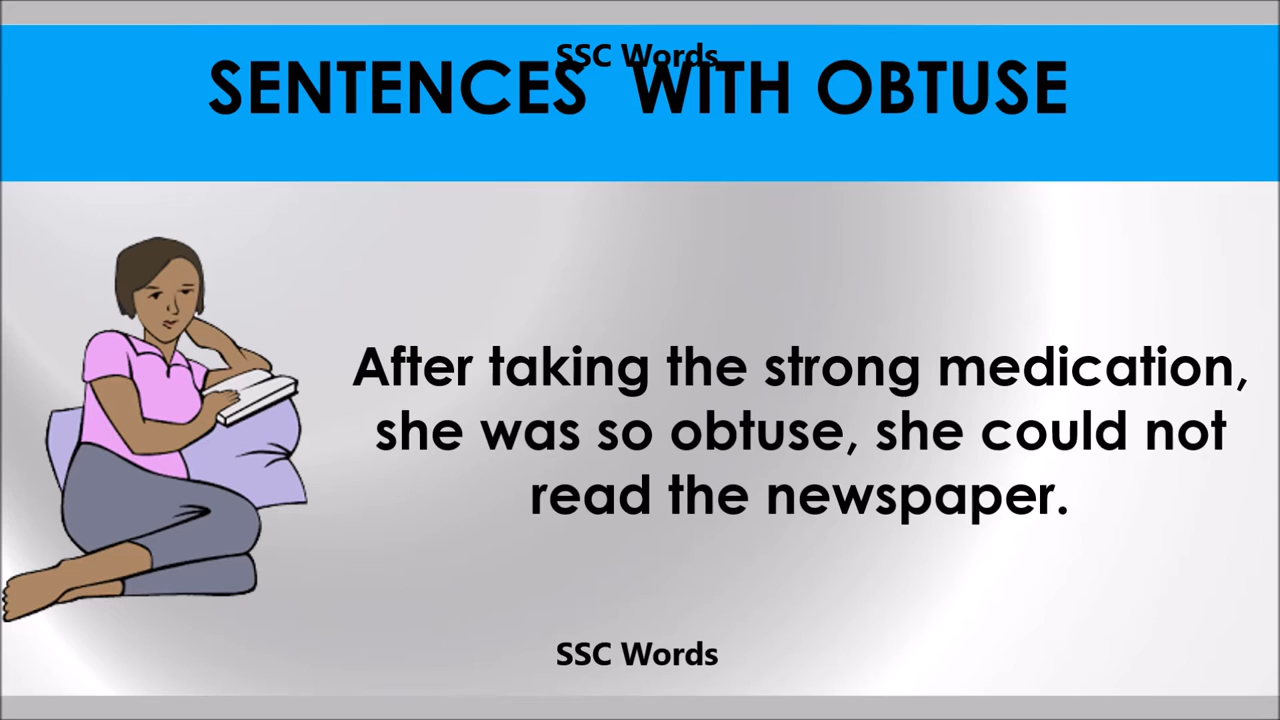 SSC Words
SENTENCES WITH OBTUSE
After taking the strong medication,
she was so obtuse, she could not
read the newspaper.
SSC Words